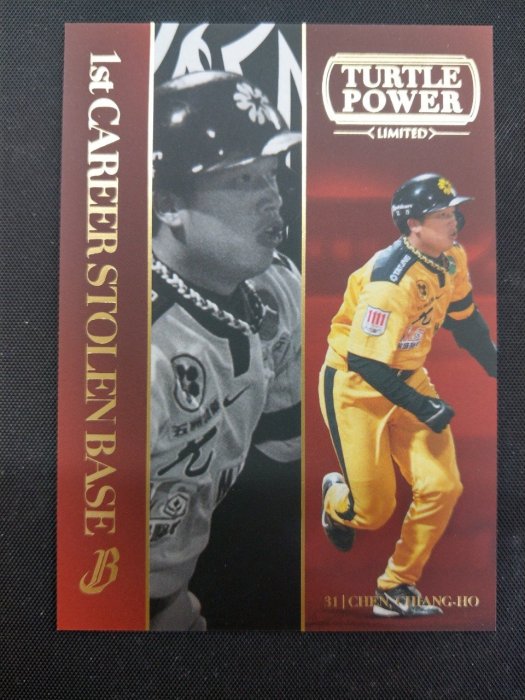 1st CAREER STOLEN BASE
B
TURTLE
POWER
LIMITED
31 | CHEN, CHIANG-HO